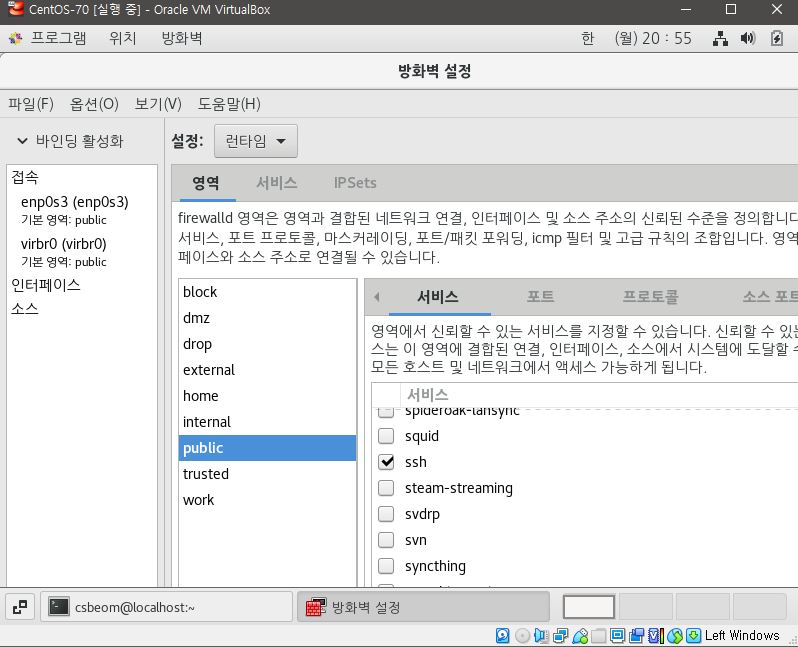 CentOS-70 [실행 중] - Oracle VM VirtualBox
프로그램 위치 방화벽 한 (월) 20 : 55
방화벽 설정
파일(F) 옵션(O) 보기(V) 도움말(H)
바인딩 활성화
설정: 런타임
접속
enp0s3 (enp0s3)
기본 영역: public
virbr0 (virbr0)
기본 영역: public
인터페이스
소스
영역 서비스 IPSets
firewalld 영역은 영역과 결합된 네트워크 연결, 인터페이스 및 소스 주소의 신뢰된 수준을 정의합니다
서비스, 포트 프로토콜, 마스커레이딩, 포트/패킷 포워딩, icmp 필터 및 고급 규칙의 조합입니다. 영역
페이스와 소스 주소로 연결될 수 있습니다.
block
dmz
drop
external
home
internal
public
trusted
work
서비스 포트 프로토콜 소스 포트
영역에서 신뢰할 수 있는 서비스를 지정할 수 있습니다. 신뢰할 수 있는
스는 이 영역에 결합된 연결, 인터페이스, 소스에서 시스템에 도달할 수
모든 호스트 및 네트워크에서 액세스 가능하게 됩니다.
서비스
spideroak-lansync
squid
ssh
steam-streaming
svdrp
svn
syncthing
csbeom@localhost:~
방화벽 설정
Left Windows